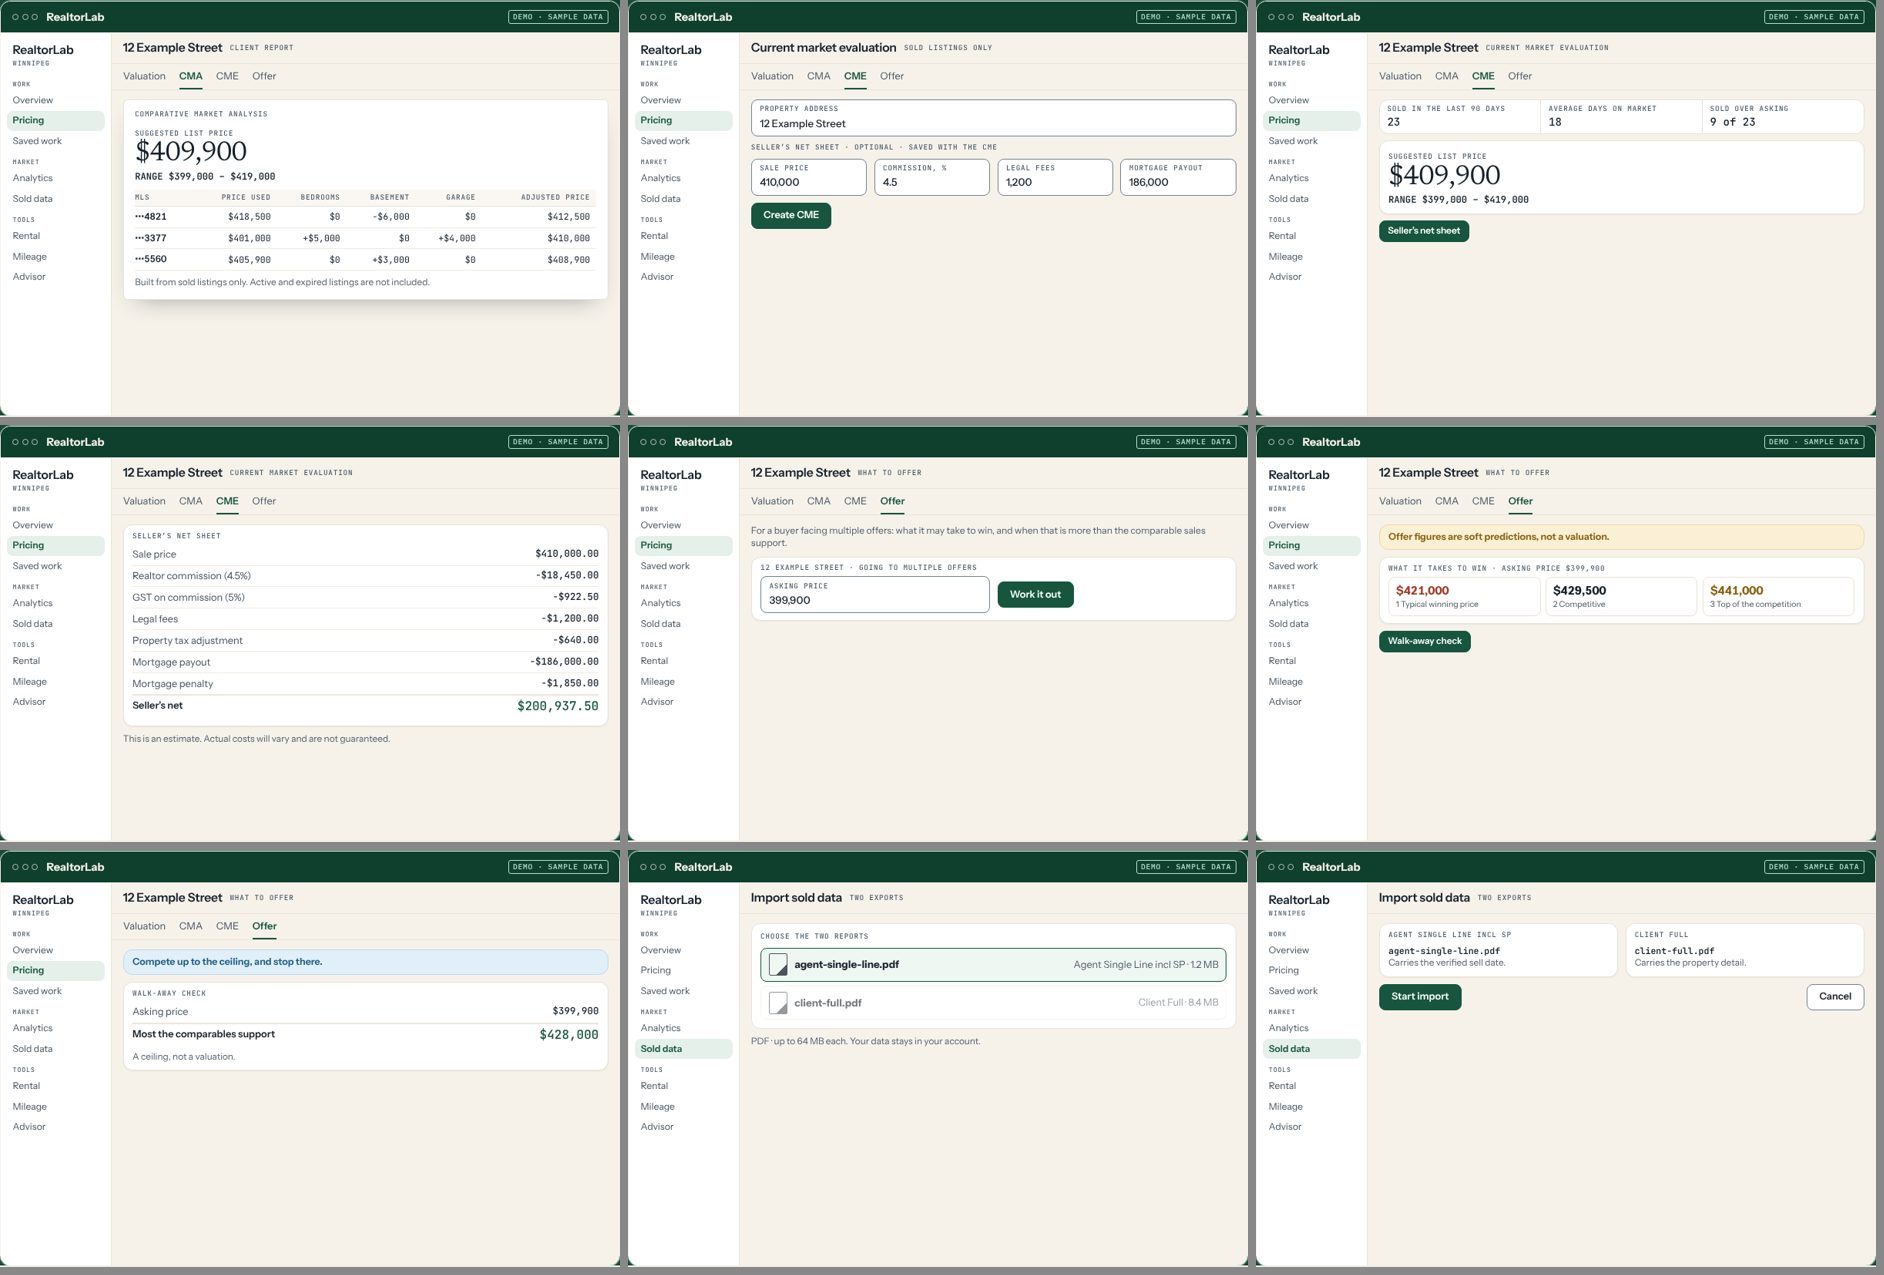 RealtorLab
DEMO · SAMPLE DATA
RealtorLab
WINNIPEG
WORK
Overview
Pricing
Saved work
MARKET
Analytics
Sold data
TOOLS
Rental
Mileage
Advisor
12 Example Street CLIENT REPORT
Valuation CMA CME Offer
COMPARATIVE MARKET ANALYSIS
SUGGESTED LIST PRICE
$409,900
RANGE $399,000 – $419,000
MLS PRICE USED BEDROOMS BASEMENT GARAGE ADJUSTED PRICE
···4821 $418,500 $0 -$6,000 $0 $412,500
···3377 $401,000 +$5,000 $0 +$4,000 $410,000
···5560 $405,900 $0 +$3,000 $0 $408,900
Built from sold listings only. Active and expired listings are not included.
RealtorLab
DEMO · SAMPLE DATA
RealtorLab
WINNIPEG
WORK
Overview
Pricing
Saved work
MARKET
Analytics
Sold data
TOOLS
Rental
Mileage
Advisor
Current market evaluation SOLD LISTINGS ONLY
Valuation CMA CME Offer
PROPERTY ADDRESS
12 Example Street
SELLER'S NET SHEET · OPTIONAL · SAVED WITH THE CME
SALE PRICE COMMISSION, % LEGAL FEES MORTGAGE PAYOUT
410,000 4.5 1,200 186,000
Create CME
RealtorLab
DEMO · SAMPLE DATA
RealtorLab
WINNIPEG
WORK
Overview
Pricing
Saved work
MARKET
Analytics
Sold data
TOOLS
Rental
Mileage
Advisor
12 Example Street CURRENT MARKET EVALUATION
Valuation CMA CME Offer
SOLD IN THE LAST 90 DAYS AVERAGE DAYS ON MARKET SOLD OVER ASKING
23 18 9 of 23
SUGGESTED LIST PRICE
$409,900
RANGE $399,000 – $419,000
Seller's net sheet
RealtorLab
DEMO · SAMPLE DATA
RealtorLab
WINNIPEG
WORK
Overview
Pricing
Saved work
MARKET
Analytics
Sold data
TOOLS
Rental
Mileage
Advisor
12 Example Street CURRENT MARKET EVALUATION
Valuation CMA CME Offer
SELLER'S NET SHEET
Sale price $410,000.00
Realtor commission (4.5%) -$18,450.00
GST on commission (5%) -$922.50
Legal fees -$1,200.00
Property tax adjustment -$640.00
Mortgage payout -$186,000.00
Mortgage penalty -$1,850.00
Seller's net $200,937.50
This is an estimate. Actual costs will vary and are not guaranteed.
RealtorLab
DEMO · SAMPLE DATA
RealtorLab
WINNIPEG
WORK
Overview
Pricing
Saved work
MARKET
Analytics
Sold data
TOOLS
Rental
Mileage
Advisor
12 Example Street WHAT TO OFFER
Valuation CMA CME Offer
For a buyer facing multiple offers: what it may take to win, and when that is more than the comparable sales
support.
12 EXAMPLE STREET · GOING TO MULTIPLE OFFERS
ASKING PRICE
399,900
Work it out
RealtorLab
DEMO · SAMPLE DATA
RealtorLab
WINNIPEG
WORK
Overview
Pricing
Saved work
MARKET
Analytics
Sold data
TOOLS
Rental
Mileage
Advisor
12 Example Street WHAT TO OFFER
Valuation CMA CME Offer
Offer figures are soft predictions, not a valuation.
WHAT IT TAKES TO WIN · ASKING PRICE $399,900
$421,000 $429,500 $441,000
1 Typical winning price 2 Competitive 3 Top of the competition
Walk-away check
RealtorLab
DEMO · SAMPLE DATA
RealtorLab
WINNIPEG
WORK
Overview
Pricing
Saved work
MARKET
Analytics
Sold data
TOOLS
Rental
Mileage
Advisor
12 Example Street WHAT TO OFFER
Valuation CMA CME Offer
Compete up to the ceiling, and stop there.
WALK-AWAY CHECK
Asking price $399,900
Most the comparables support $428,000
A ceiling, not a valuation.
RealtorLab
DEMO · SAMPLE DATA
RealtorLab
WINNIPEG
WORK
Overview
Pricing
Saved work
MARKET
Analytics
Sold data
TOOLS
Rental
Mileage
Advisor
Import sold data TWO EXPORTS
CHOOSE THE TWO REPORTS
agent-single-line.pdf Agent Single Line incl SP · 1.2 MB
client-full.pdf Client Full · 8.4 MB
PDF · up to 64 MB each. Your data stays in your account.
RealtorLab
DEMO · SAMPLE DATA
RealtorLab
WINNIPEG
WORK
Overview
Pricing
Saved work
MARKET
Analytics
Sold data
TOOLS
Rental
Mileage
Advisor
Import sold data TWO EXPORTS
AGENT SINGLE LINE INCL SP
agent-single-line.pdf
Carries the verified sell date.
CLIENT FULL
client-full.pdf
Carries the property detail.
Start import
Cancel